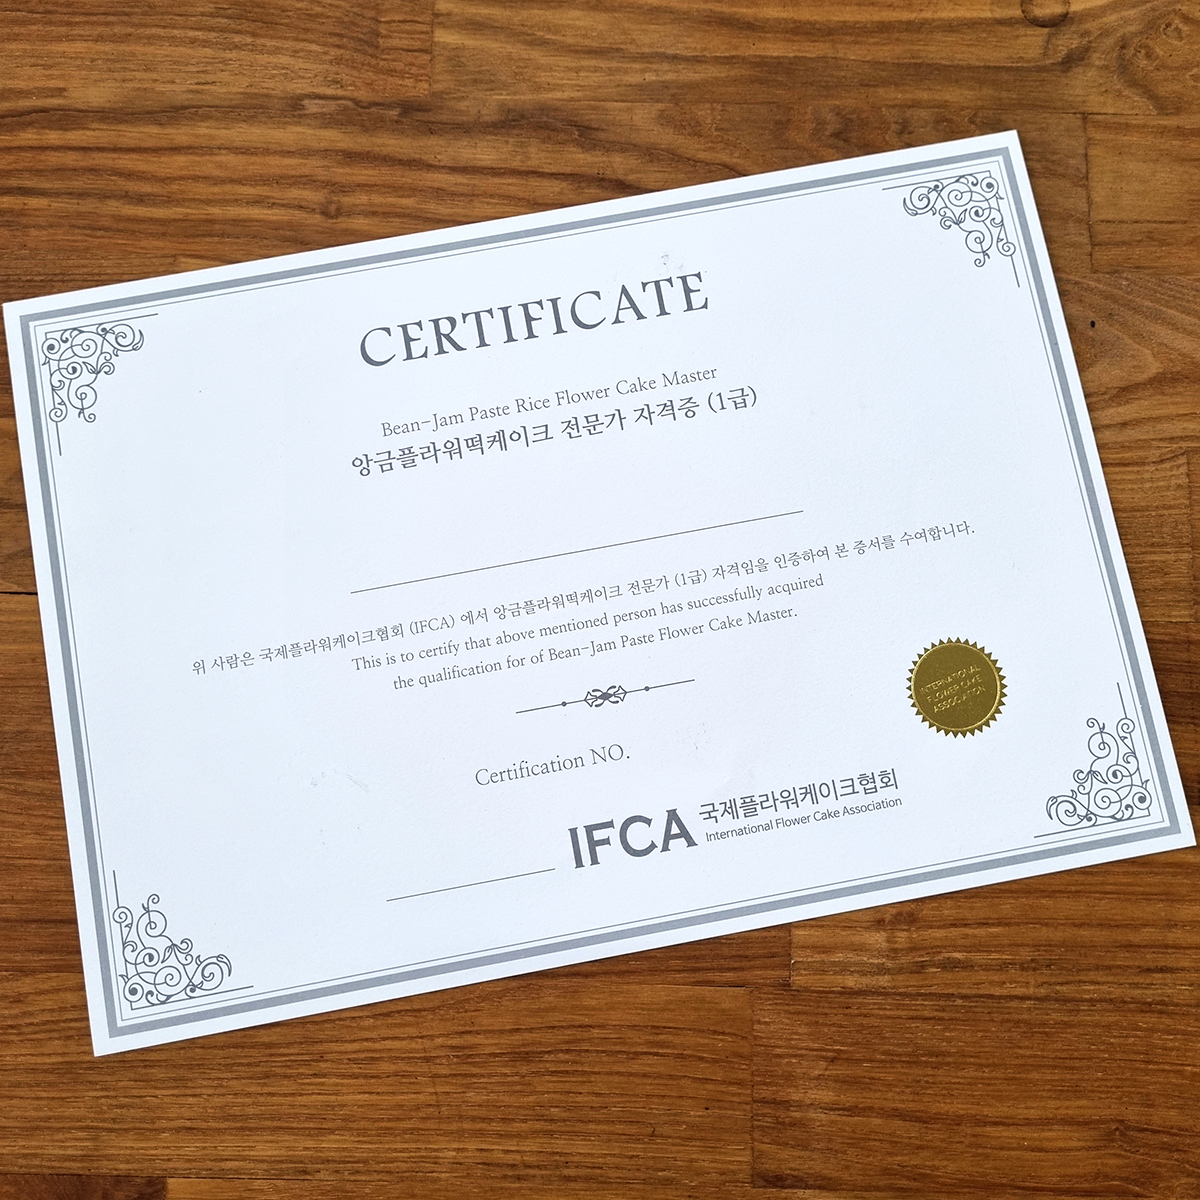 CERTIFICATE
Bean-Jam Paste Rice Flower Cake Master
앙금플라워떡케이크 전문가 자격증 (1급)
위 사람은 국제플라워케이크협회 (IFCA) 에서 앙금플라워떡케이크 전문가 (1급) 자격임을 인증하여 본 증서를 수여합니다.
This is to certify that above mentioned person has successfully acquired
the qualification for of Bean-Jam Paste Flower Cake Master.
INTERNATIONAL
FLOWER CAKE
ASSOCIATION
Certification NO.
IFCA 국제플라워케이크협회
International Flower Cake Association